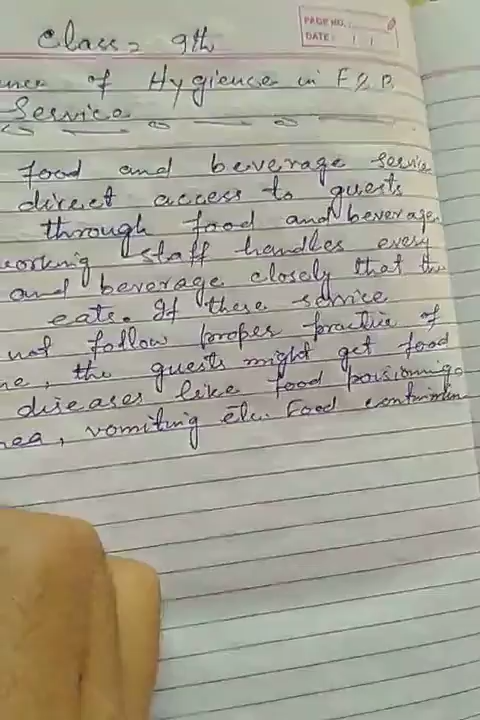 PAGE NO.
DATE: / /
Class = 9th
of Hygience in F & B
Service
food and beverage service
direct access to guests
through food and beverage
staff handles every
and beverage closely that the
eats. If these service
not follow proper practice of
the guests might get food
diseases like food poisioning
vomiting etc. Food